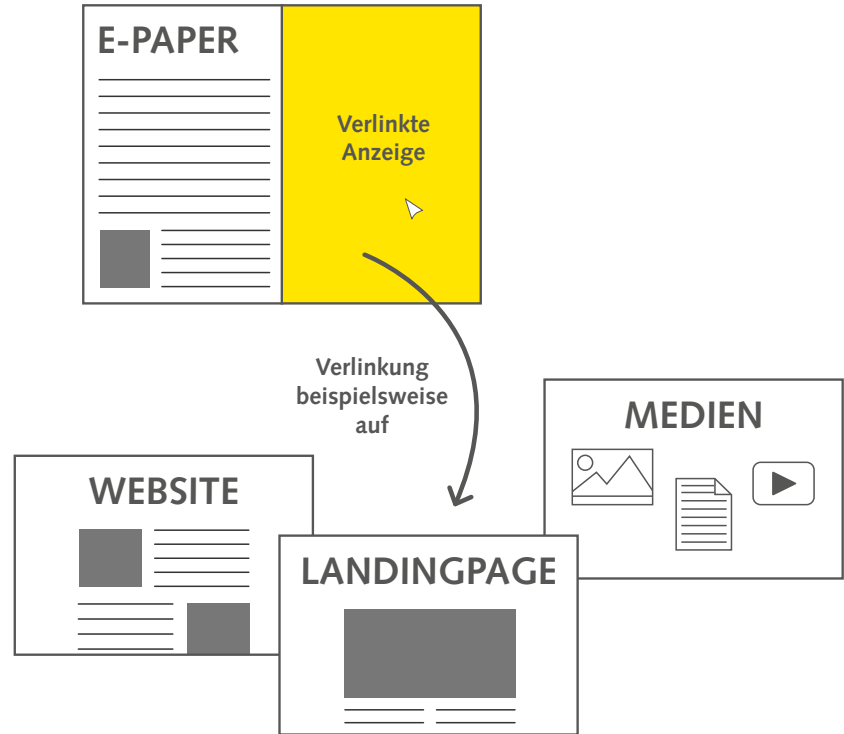 E-PAPER
Verlinkte
Anzeige
Verlinkung
beispielsweise
auf
MEDIEN
WEBSITE
LANDINGPAGE